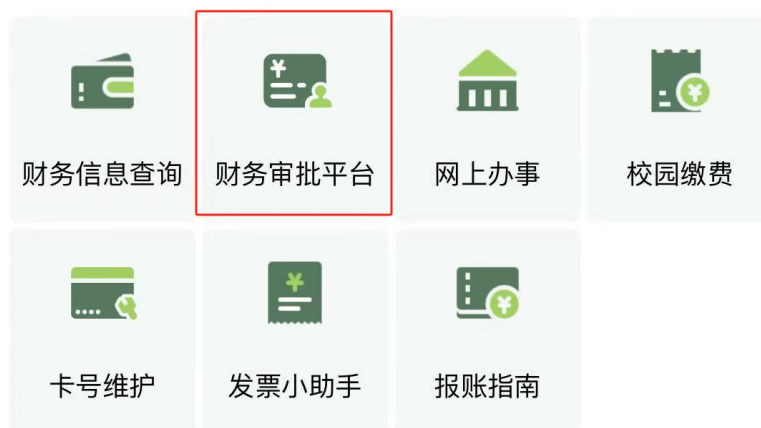 财务信息查询
财务审批平台
网上办事
校园缴费
卡号维护
发票小助手
报账指南